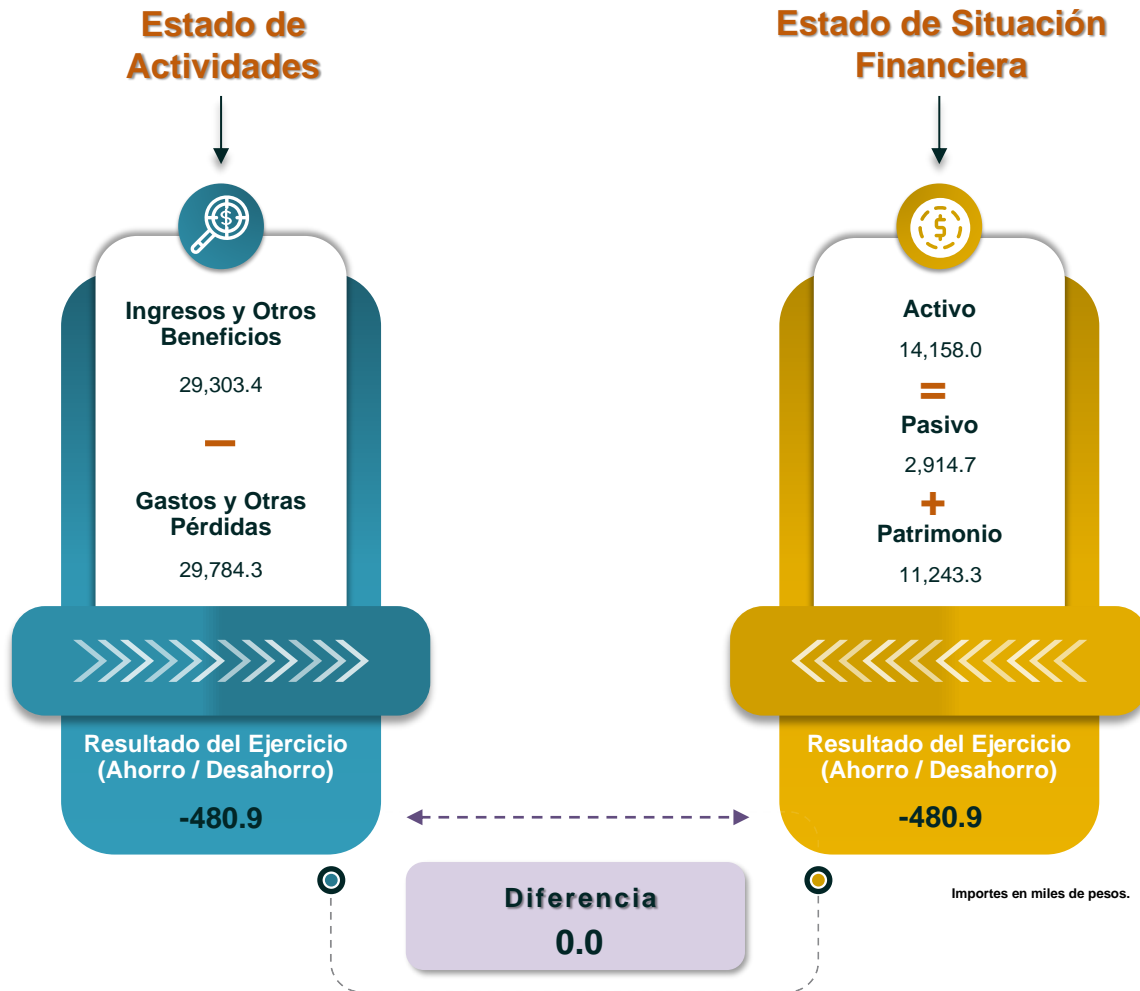 Estado de
Actividades
$
Ingresos y Otros
Beneficios
29,303.4
−
Gastos y Otras
Pérdidas
29,784.3
Resultado del Ejercicio
(Ahorro / Desahorro)
-480.9
Estado de Situación
Financiera
$
Activo
14,158.0
=
Pasivo
2,914.7
+
Patrimonio
11,243.3
Resultado del Ejercicio
(Ahorro / Desahorro)
-480.9
Diferencia
0.0
Importes en miles de pesos.